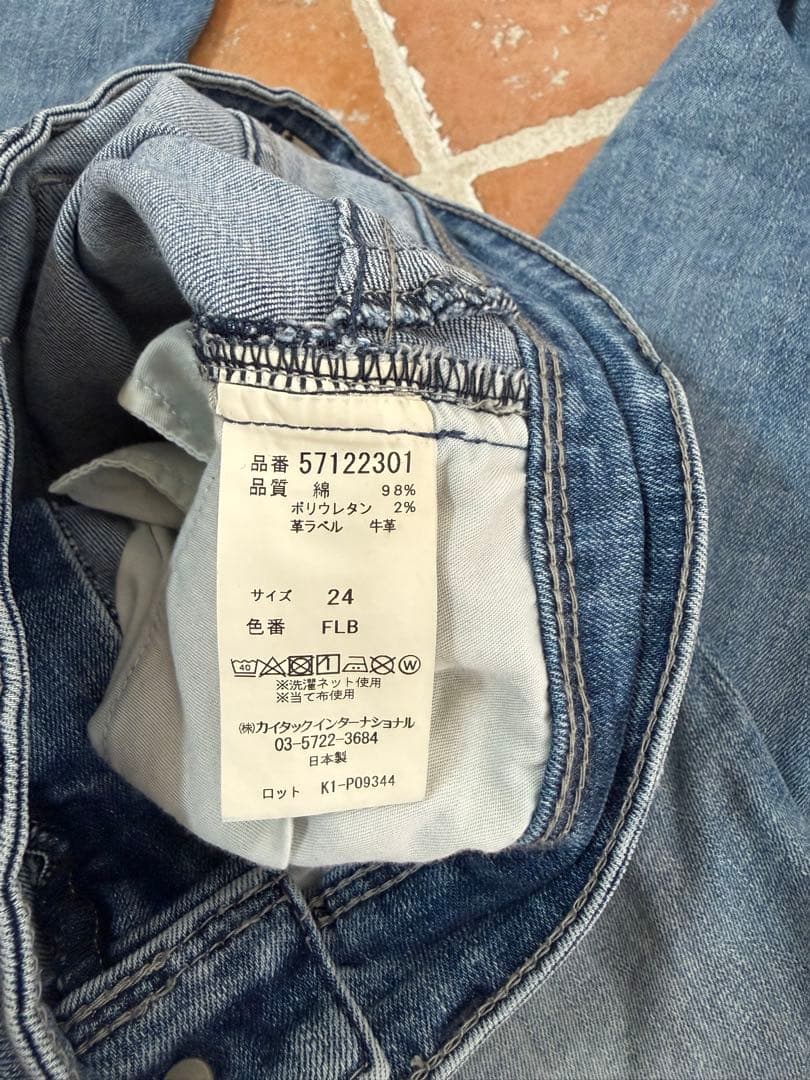 品番 57122301
品質 綿 98%
ポリウレタン 2%
革ラベル 牛革
サイズ 24
色番 FLB
40 W
※洗濯ネット使用
※当て布使用
㈱カイタックインターナショナル
03-5722-3684
日本製
ロット K1-P09344